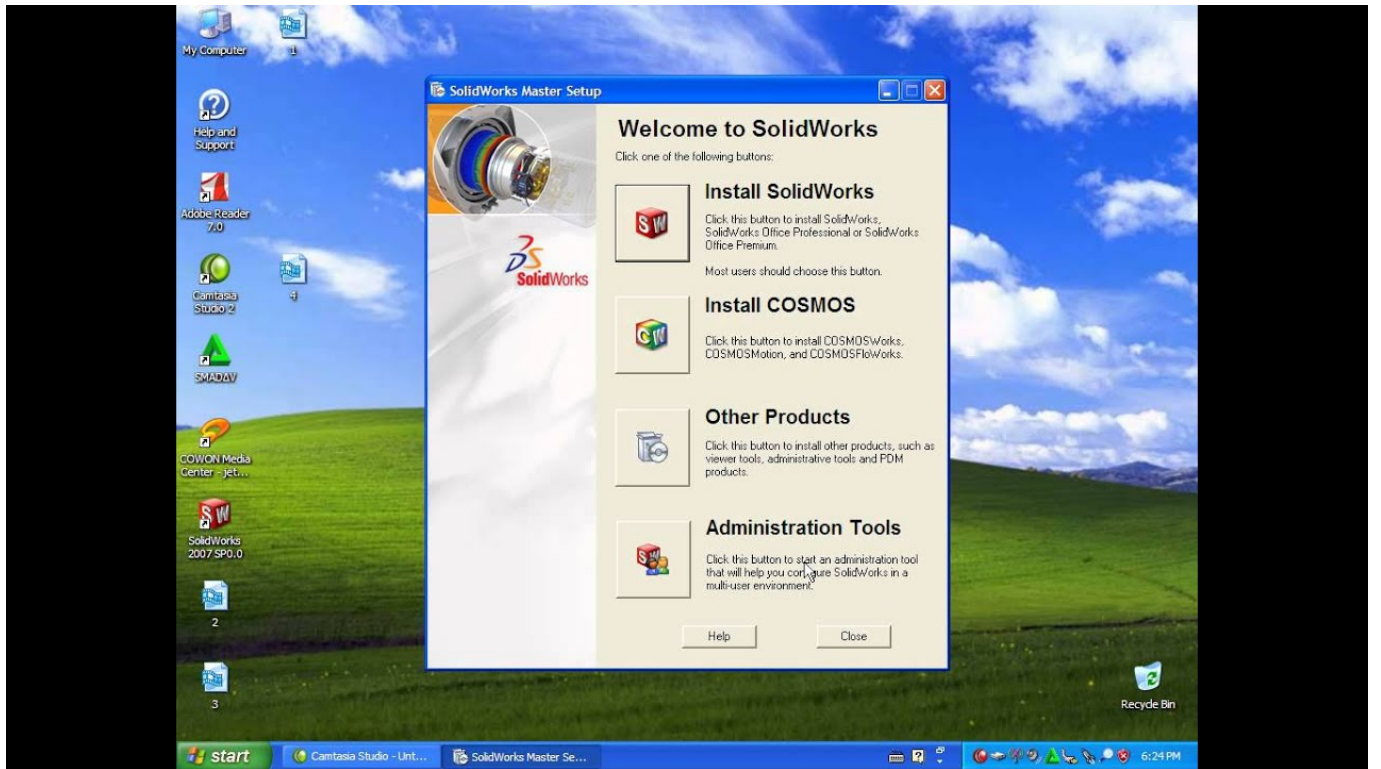 My Computer
1
Help and
Support
Adobe Reader
7.0
Camtasia
Studio 2
4
SMADΔV
COWON Media
Center - jet...
SolidWorks
2007 SP0.0
2
3
SolidWorks Master Setup
SolidWorks
Welcome to SolidWorks
Click one of the following buttons:
Install SolidWorks
Click this button to install SolidWorks,
SolidWorks Office Professional or SolidWorks
Office Premium.
Most users should choose this button.
Install COSMOS
Click this button to install COSMOSWorks,
COSMOSMotion, and COSMOSFloWorks.
Other Products
Click this button to install other products, such as
viewer tools, administrative tools and PDM
products.
Administration Tools
Click this button to start an administration tool
that will help you configure SolidWorks in a
multi-user environment.
Help
Close
Recycle Bin
start
Camtasia Studio - Unt...
SolidWorks Master Se...
6:24 PM